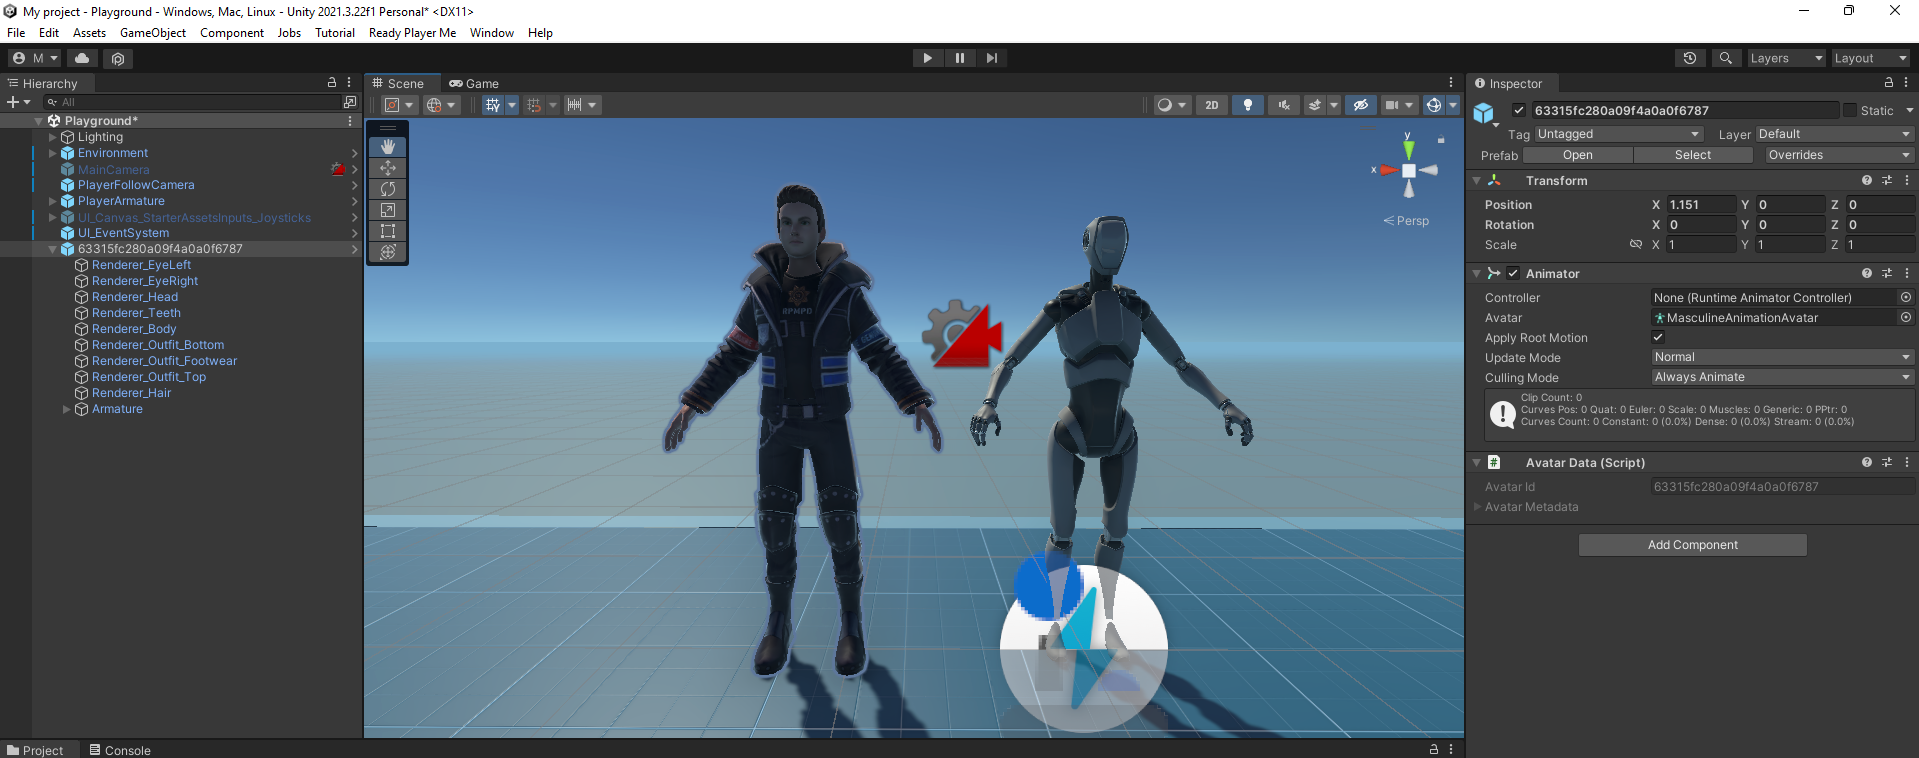 My project - Playground - Windows, Mac, Linux - Unity 2021.3.22f1 Personal* <DX11>
File Edit Assets GameObject Component Jobs Tutorial Ready Player Me Window Help
M
Layers Layout
Hierarchy
All
Playground*
Lighting
Environment
MainCamera
PlayerFollowCamera
PlayerArmature
UI_Canvas_StarterAssetsInputs_Joysticks
UI_EventSystem
63315fc280a09f4a0a0f6787
Renderer_EyeLeft
Renderer_EyeRight
Renderer_Head
Renderer_Teeth
Renderer_Body
Renderer_Outfit_Bottom
Renderer_Outfit_Footwear
Renderer_Outfit_Top
Renderer_Hair
Armature
Scene Game
2D
y
x
Persp
RPMPD
Inspector
63315fc280a09f4a0a0f6787 Static
Tag Untagged Layer Default
Prefab Open Select Overrides
Transform
Position X 1.151 Y 0 Z 0
Rotation X 0 Y 0 Z 0
Scale X 1 Y 1 Z 1
Animator
Controller None (Runtime Animator Controller)
Avatar MasculineAnimationAvatar
Apply Root Motion
Update Mode Normal
Culling Mode Always Animate
Clip Count: 0
Curves Pos: 0 Quat: 0 Euler: 0 Scale: 0 Muscles: 0 Generic: 0 PPtr: 0
Curves Count: 0 Constant: 0 (0.0%) Dense: 0 (0.0%) Stream: 0 (0.0%)
# Avatar Data (Script)
Avatar Id 63315fc280a09f4a0a0f6787
Avatar Metadata
Add Component
Project Console